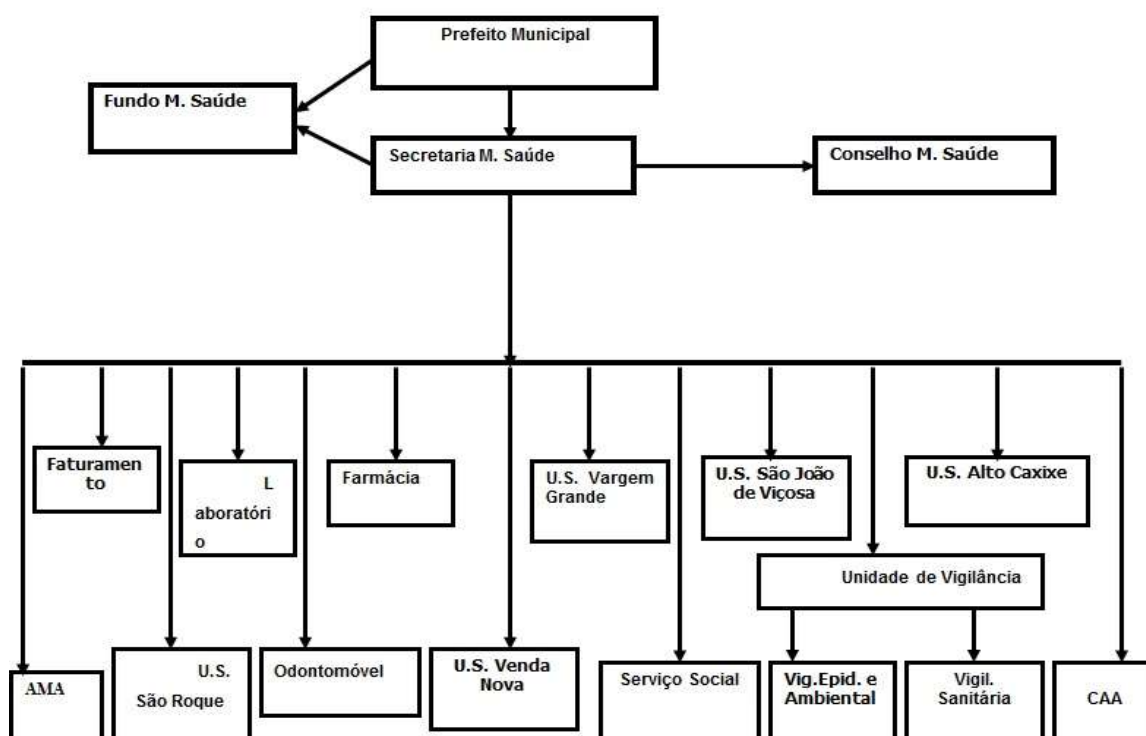 Prefeito Municipal
Fundo M. Saúde
Secretaria M. Saúde
Conselho M. Saúde
Faturamen
to
L
aboratóri
o
Farmácia
U.S. Vargem
Grande
U.S. São João
de Viçosa
U.S. Alto Caxixe
Unidade de Vigilância
AMA
U.S.
São Roque
Odontomóvel
U.S. Venda
Nova
Serviço Social
Vig.Epid. e
Ambiental
Vigil.
Sanitária
CAA